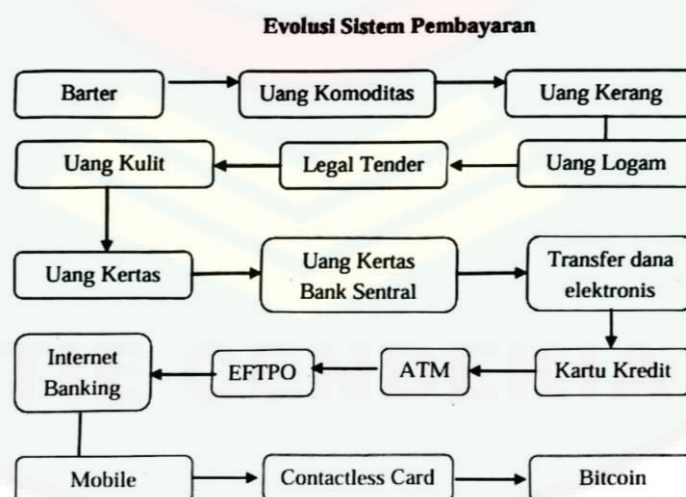 Evolusi Sistem Pembayaran
Barter
Uang Komoditas
Uang Kerang
Uang Logam
Legal Tender
Uang Kulit
Uang Kertas
Uang Kertas
Bank Sentral
Transfer dana
elektronis
Kartu Kredit
ATM
EFTPO
Internet
Banking
Mobile
Contactless Card
Bitcoin